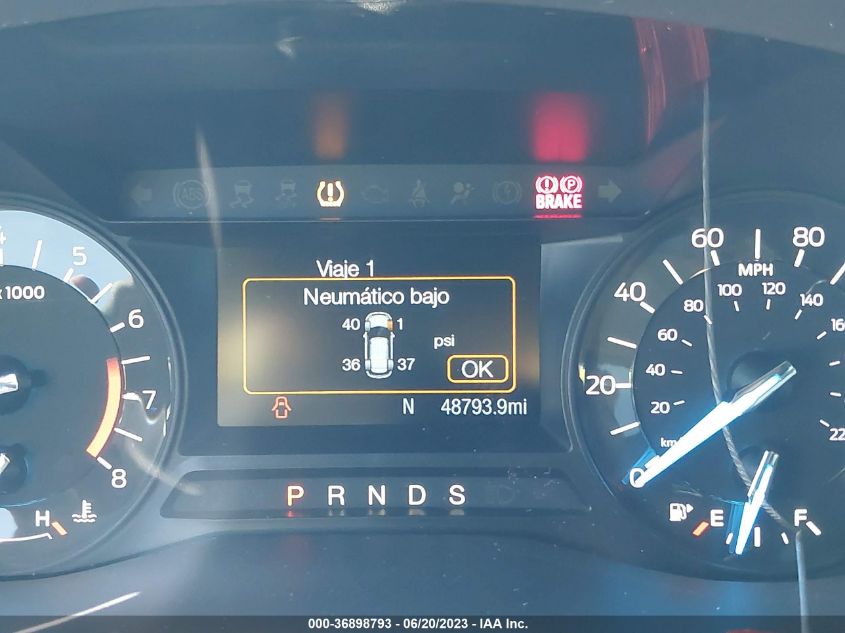 ABS
BRAKE
Viaje 1
Neumático bajo
40 1
psi
36 37
OK
N 48793.9mi
4
5
x1000
6
7
8
H
P R N D S
60
80
MPH
40
100
120
80
140
60
40
20
20
0
E F
000-36898793 - 06/20/2023 - IAA Inc.